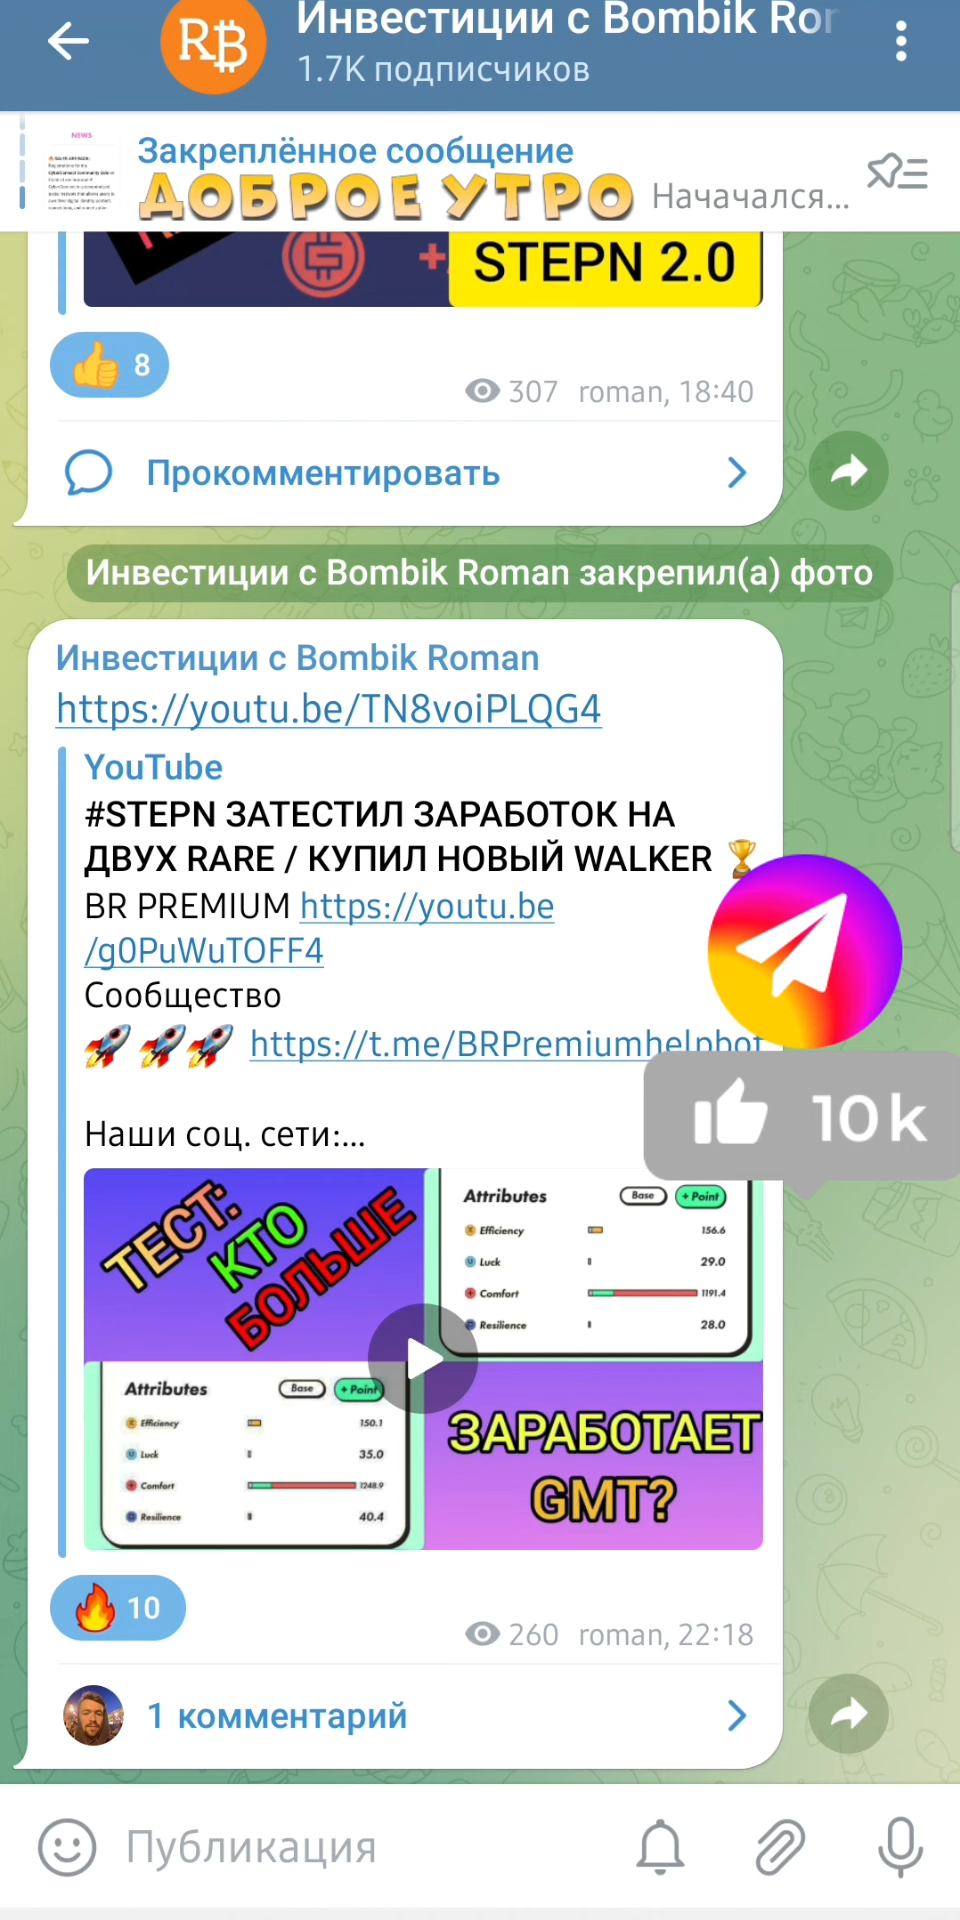 Инвестиции с Bombik Ror
1.7K подписчиков
NEWS
Закреплённое сообщение
ДОБРОЕ УТРО Начачался...
STEPN 2.0
8
307 roman, 18:40
Прокомментировать
Инвестиции с Bombik Roman закрепил(а) фото
Инвестиции с Bombik Roman
https://youtu.be/TN8voiPLQG4
YouTube
#STEPN ЗАТЕСТИЛ ЗАРАБОТОК НА
ДВУХ RARE / КУПИЛ НОВЫЙ WALKER 🏆
BR PREMIUM https://youtu.be
/g0PuWuTOFF4
Сообщество
🚀 🚀🚀 https://t.me/BRPremiumhelpbot
10k
Наши соц. сети:...
ТЕСТ:
КТО
БОЛЬШЕ
Attributes Base + Point
Efficiency 156.6
Luck 29.0
Comfort 1191.4
Resilience 28.0
Attributes Base + Point
Efficiency 150.1
Luck 35.0
Comfort 1248.9
Resilience 40.4
ЗАРАБОТАЕТ
GMT?
10
260 roman, 22:18
1 комментарий
Публикация